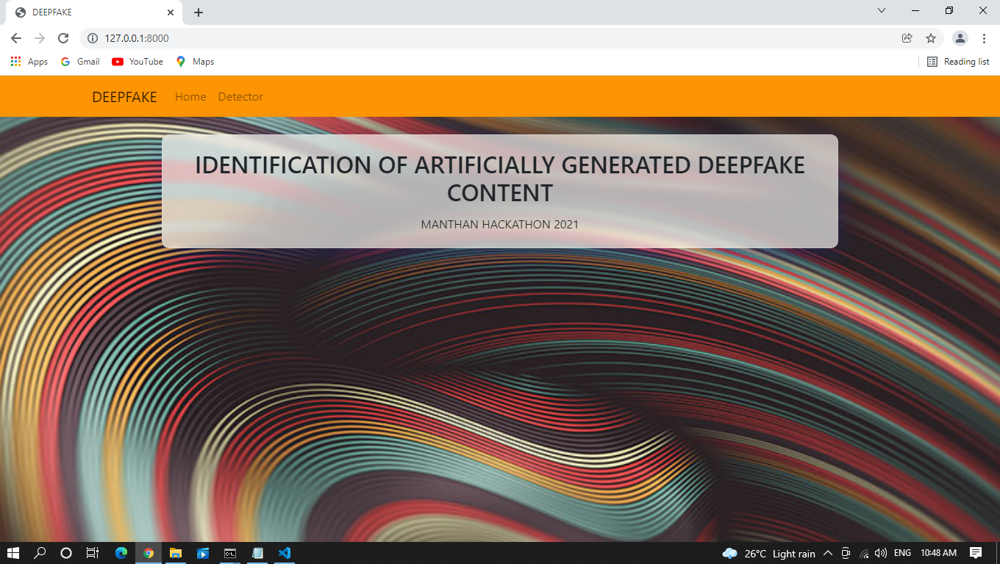 DEEPFAKE
127.0.0.1:8000
Apps Gmail YouTube Maps Reading list
DEEPFAKE Home Detector
IDENTIFICATION OF ARTIFICIALLY GENERATED DEEPFAKE
CONTENT
MANTHAN HACKATHON 2021
26°C Light rain ENG 10:48 AM